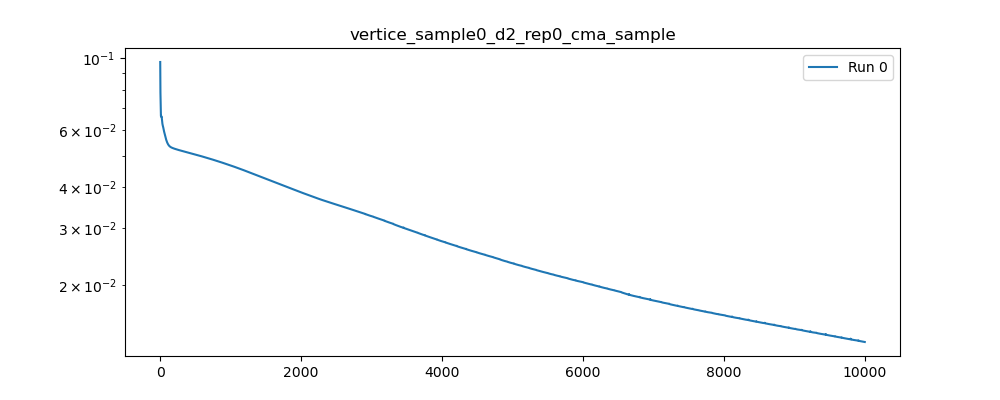 vertice_sample0_d2_rep0_cma_sample
Run 0
10⁻¹
6 × 10⁻²
4 × 10⁻²
3 × 10⁻²
2 × 10⁻²
0 2000 4000 6000 8000 10000